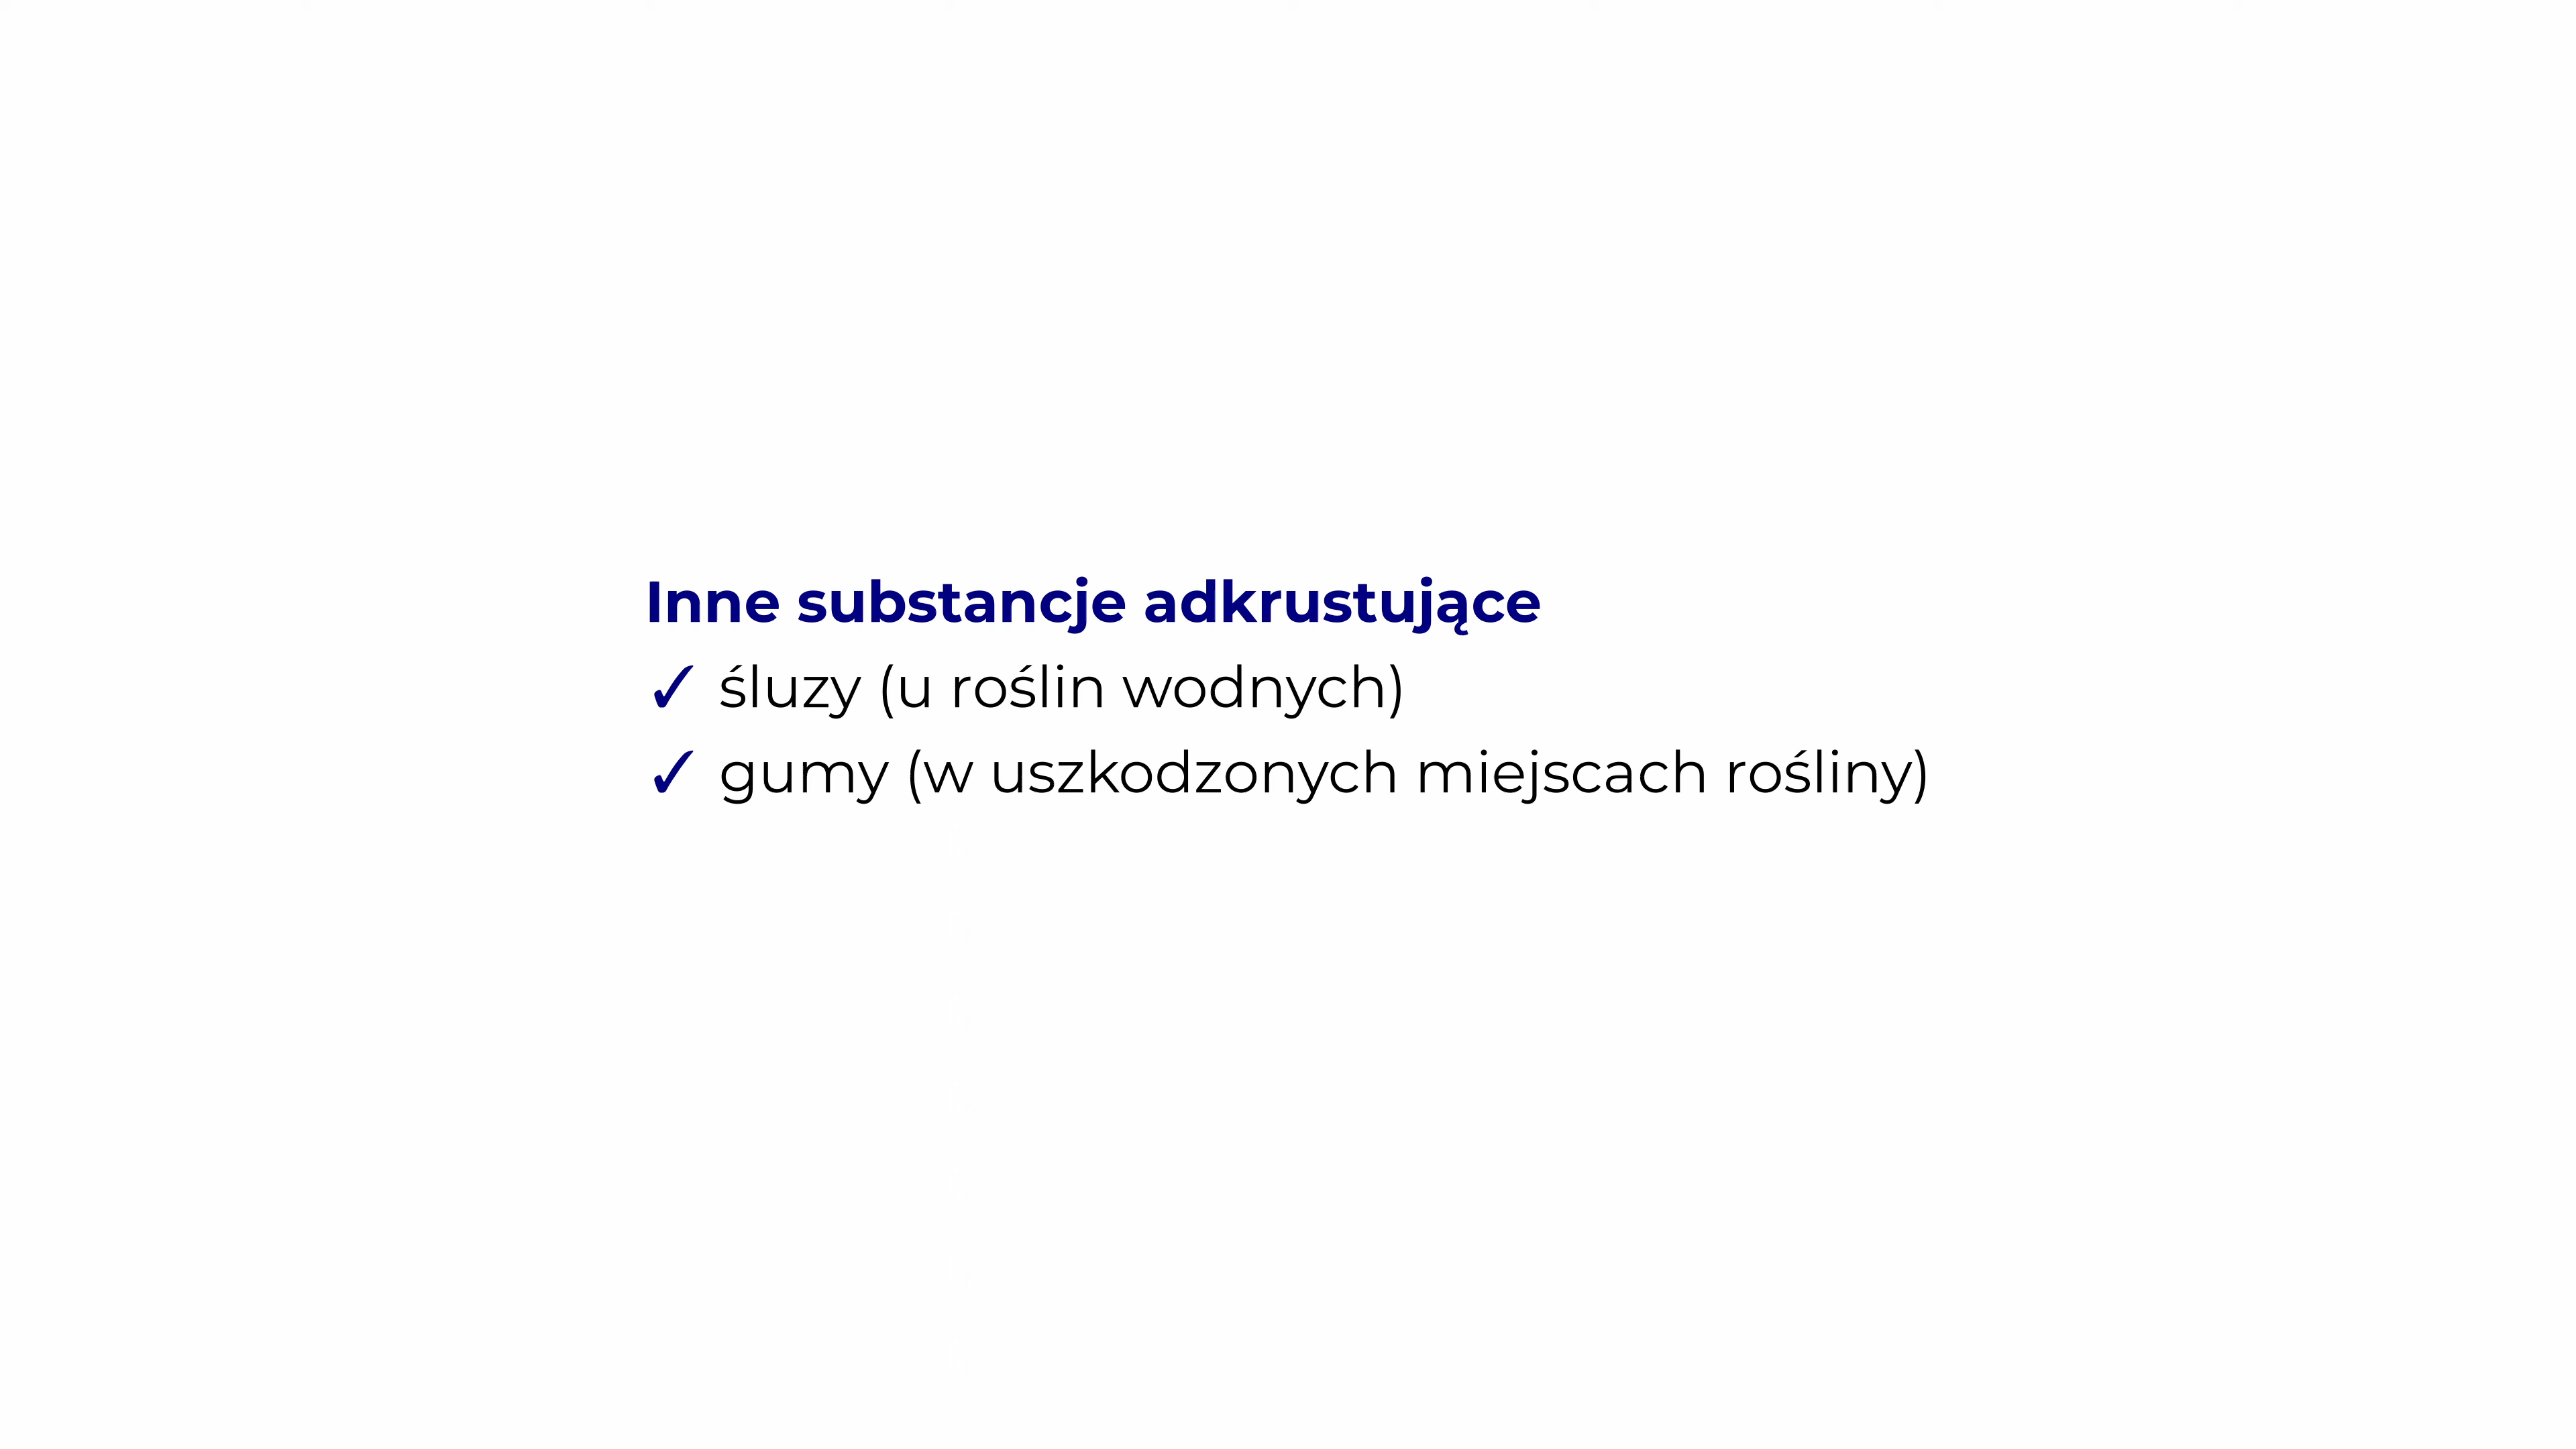 Inne substancje adkrustujące
✓ śluzy (u roślin wodnych)
✓ gumy (w uszkodzonych miejscach rośliny)